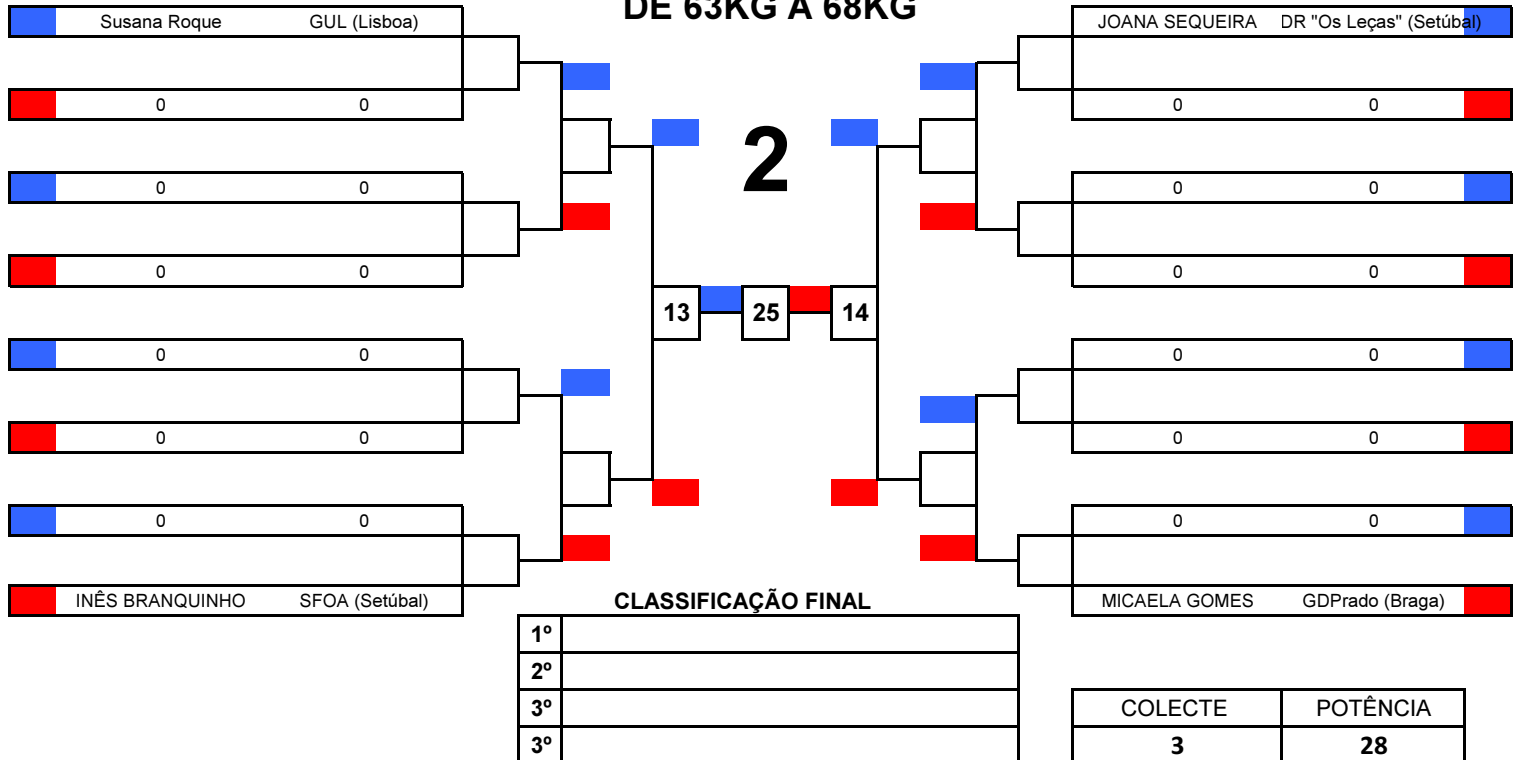 DE 63KG A 68KG
Susana Roque GUL (Lisboa)
JOANA SEQUEIRA DR "Os Leças" (Setúbal)
0 0
0 0
2
0 0
0 0
0 0
0 0
13 25 14
0 0
0 0
0 0
0 0
0 0
0 0
INÊS BRANQUINHO SFOA (Setúbal)
MICAELA GOMES GDPrado (Braga)
CLASSIFICAÇÃO FINAL
1º
2º
3º
3º
COLECTE POTÊNCIA
3 28